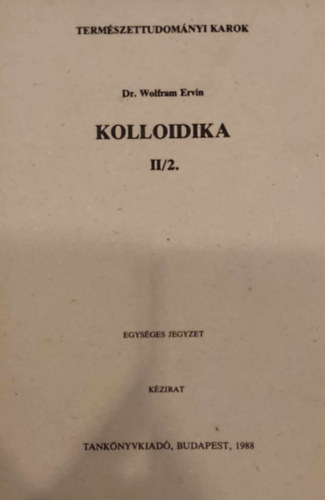 TERMÉSZETTUDOMÁNYI KAROK
Dr. Wolfram Ervin
KOLLOIDIKA
II/2.
EGYSÉGES JEGYZET
KÉZIRAT
TANKÖNYVKIADÓ, BUDAPEST, 1988